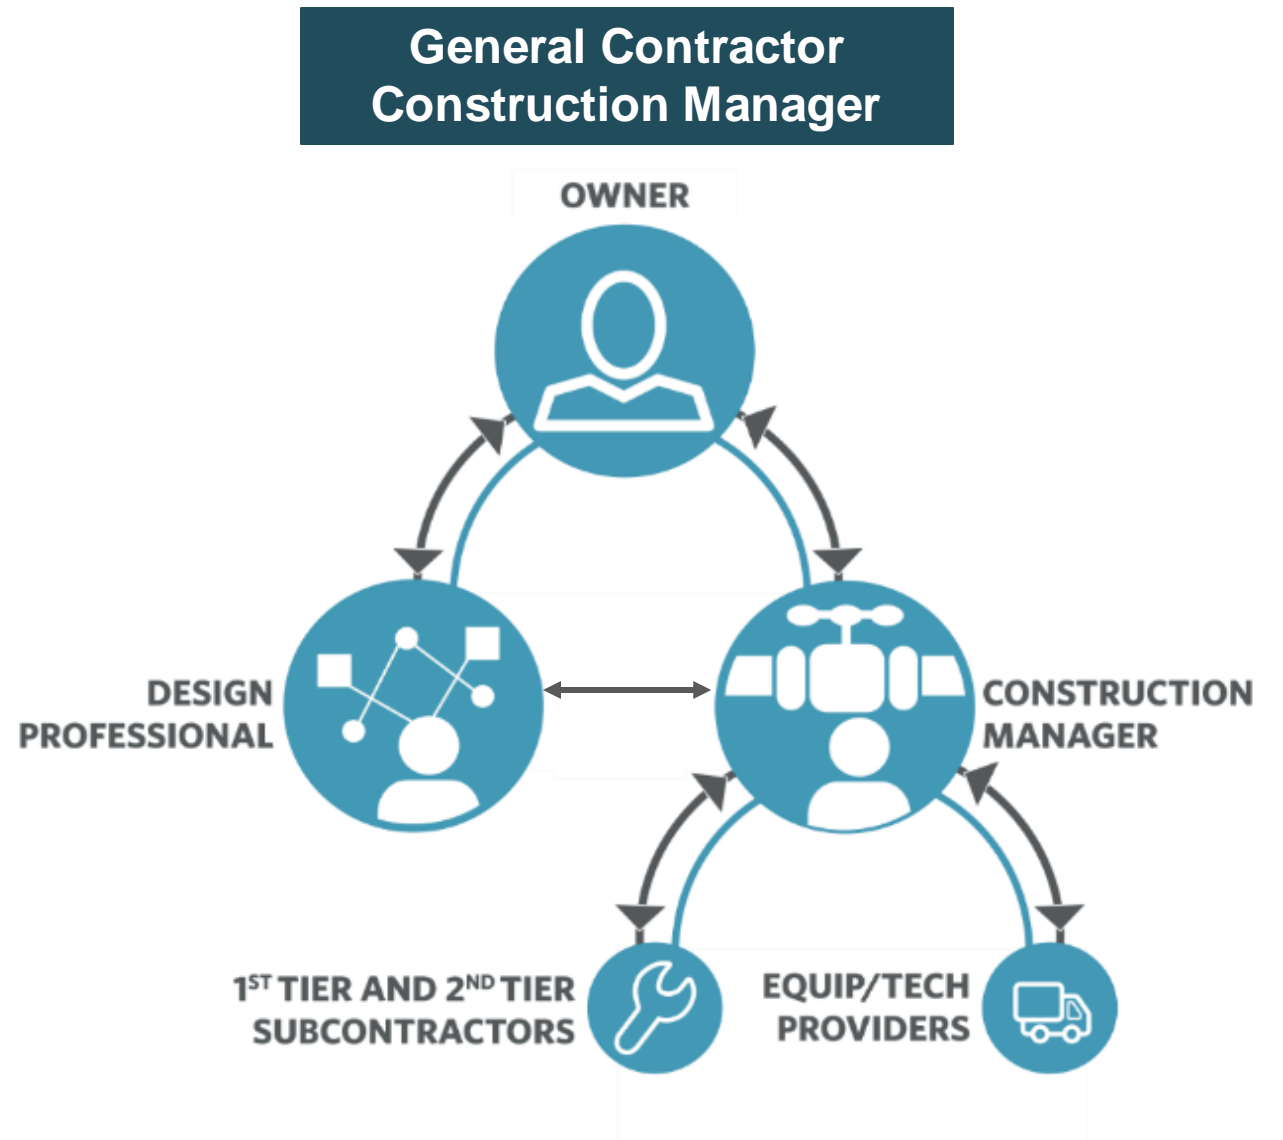 General Contractor
Construction Manager
OWNER
DESIGN
PROFESSIONAL
CONSTRUCTION
MANAGER
1ST TIER AND 2ND TIER
SUBCONTRACTORS
EQUIP/TECH
PROVIDERS